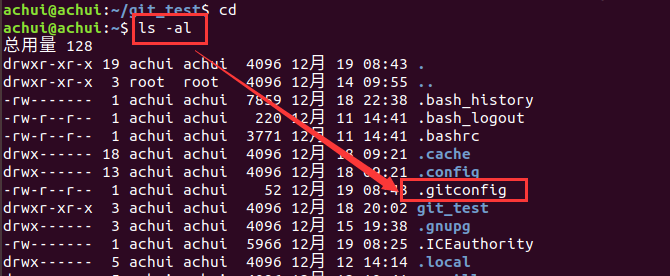 achui@achui:~/git_test$ cd
achui@achui:~$ ls -al
总用量 128
drwxr-xr-x 19 achui achui 4096 12月 19 08:43 .
drwxr-xr-x 3 root root 4096 12月 14 09:55 ..
-rw------- 1 achui achui 7859 12月 18 22:38 .bash_history
-rw-r--r-- 1 achui achui 220 12月 11 14:41 .bash_logout
-rw-r--r-- 1 achui achui 3771 12月 11 14:41 .bashrc
drwx------ 18 achui achui 4096 12月 18 09:21 .cache
drwx------ 13 achui achui 4096 12月 18 09:21 .config
-rw-r--r-- 1 achui achui 52 12月 19 08:43 .gitconfig
drwxr-xr-x 3 achui achui 4096 12月 18 20:02 git_test
drwx------ 3 achui achui 4096 12月 15 19:38 .gnupg
-rw------- 1 achui achui 5966 12月 19 08:25 .ICEauthority
drwx------ 3 achui achui 4096 12月 12 14:14 .local